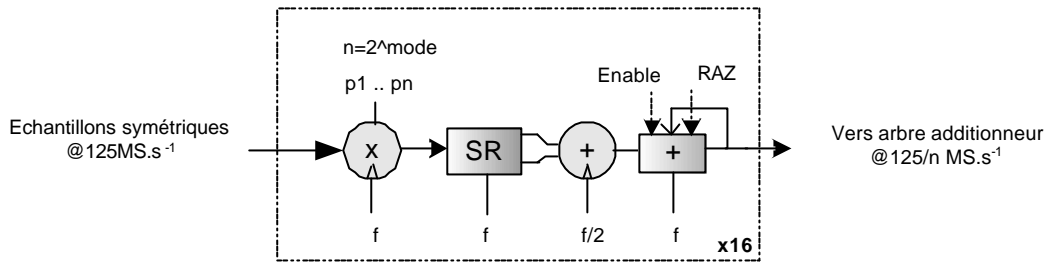 n=2^mode
p1 .. pn
Enable
RAZ
Echantillons symétriques
@125MS.s-1
x
SR
+
+
Vers arbre additionneur
@125/n MS.s-1
f
f
f/2
f
x16